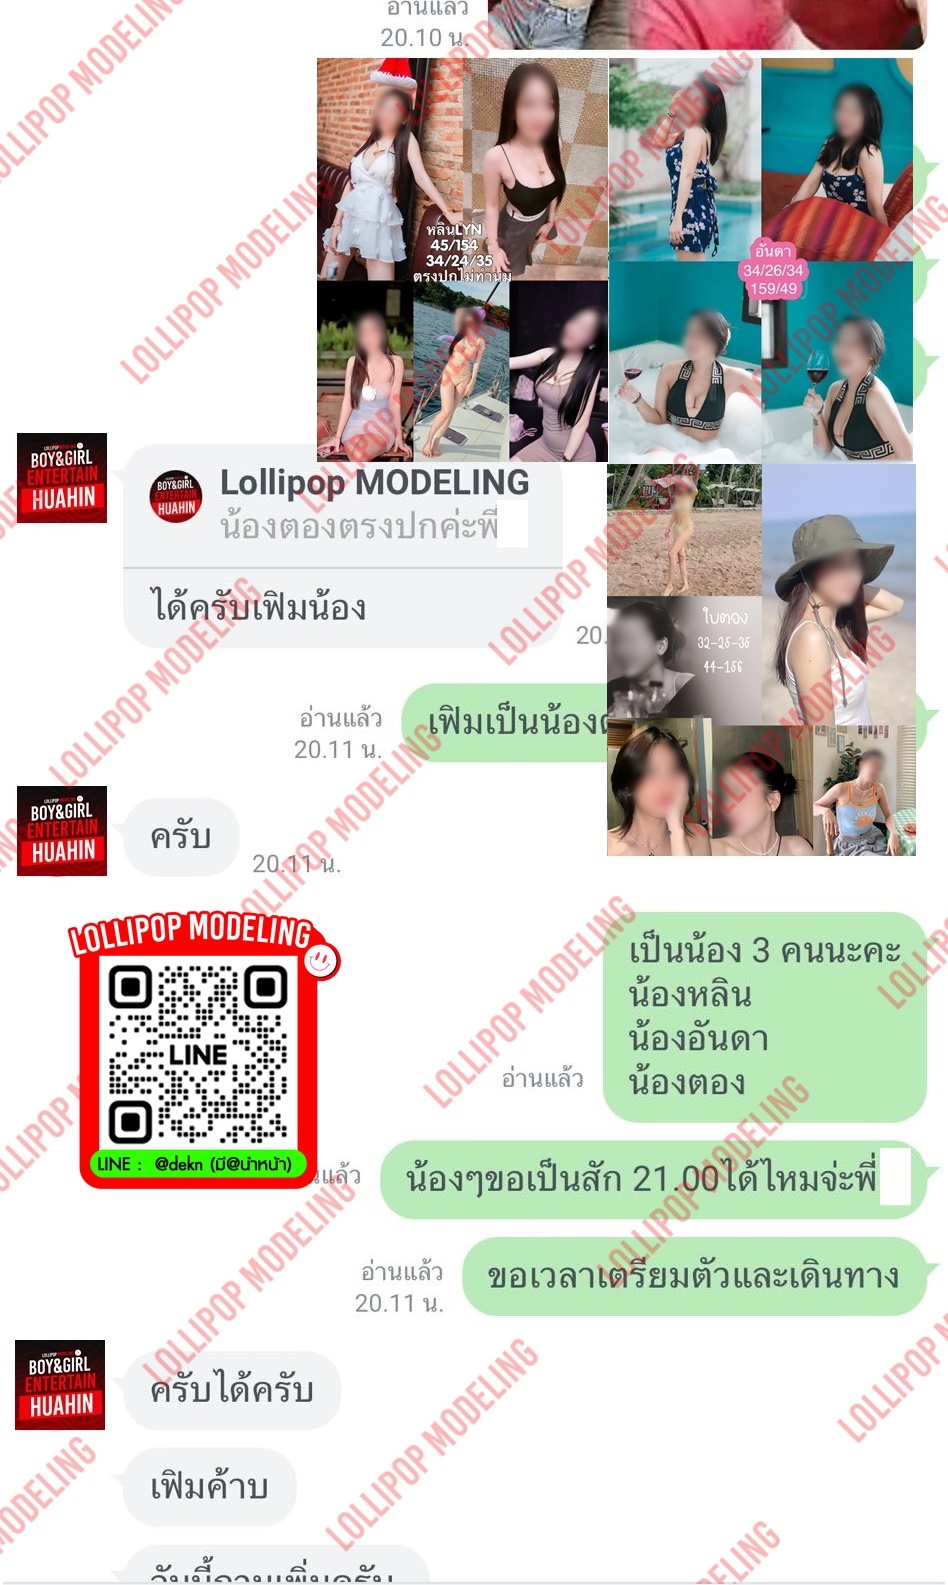 อ่านแล้ว
20.10 น.
หลินLYN
45/154
34/24/35
ตรงปกไม่ทำนม
อันดา
34/26/34
159/49
BOY&GIRL
ENTERTAIN
HUAHIN
BOY&GIRL
ENTERTAIN
HUAHIN
Lollipop MODELING
น้องตองตรงปกค่ะพี่
ได้ครับเฟิมน้อง
20.
ใบตอง
32-25-35
44-156
อ่านแล้ว
20.11 น.
เฟิมเป็นน้อง
BOY&GIRL
ENTERTAIN
HUAHIN
ครับ
20.11 น.
LOLLIPOP MODELING
LINE
LINE : @dekn (มี@นำหน้า)
เป็นน้อง 3 คนนะคะ
น้องหลิน
น้องอันดา
น้องตอง
อ่านแล้ว
น้องๆขอเป็นสัก 21.00ได้ไหมจ่ะพี่
ขอเวลาเตรียมตัวและเดินทาง
อ่านแล้ว
20.11 น.
BOY&GIRL
ENTERTAIN
HUAHIN
ครับได้ครับ
เฟิมค้าบ
LOLLIPOP MODELING